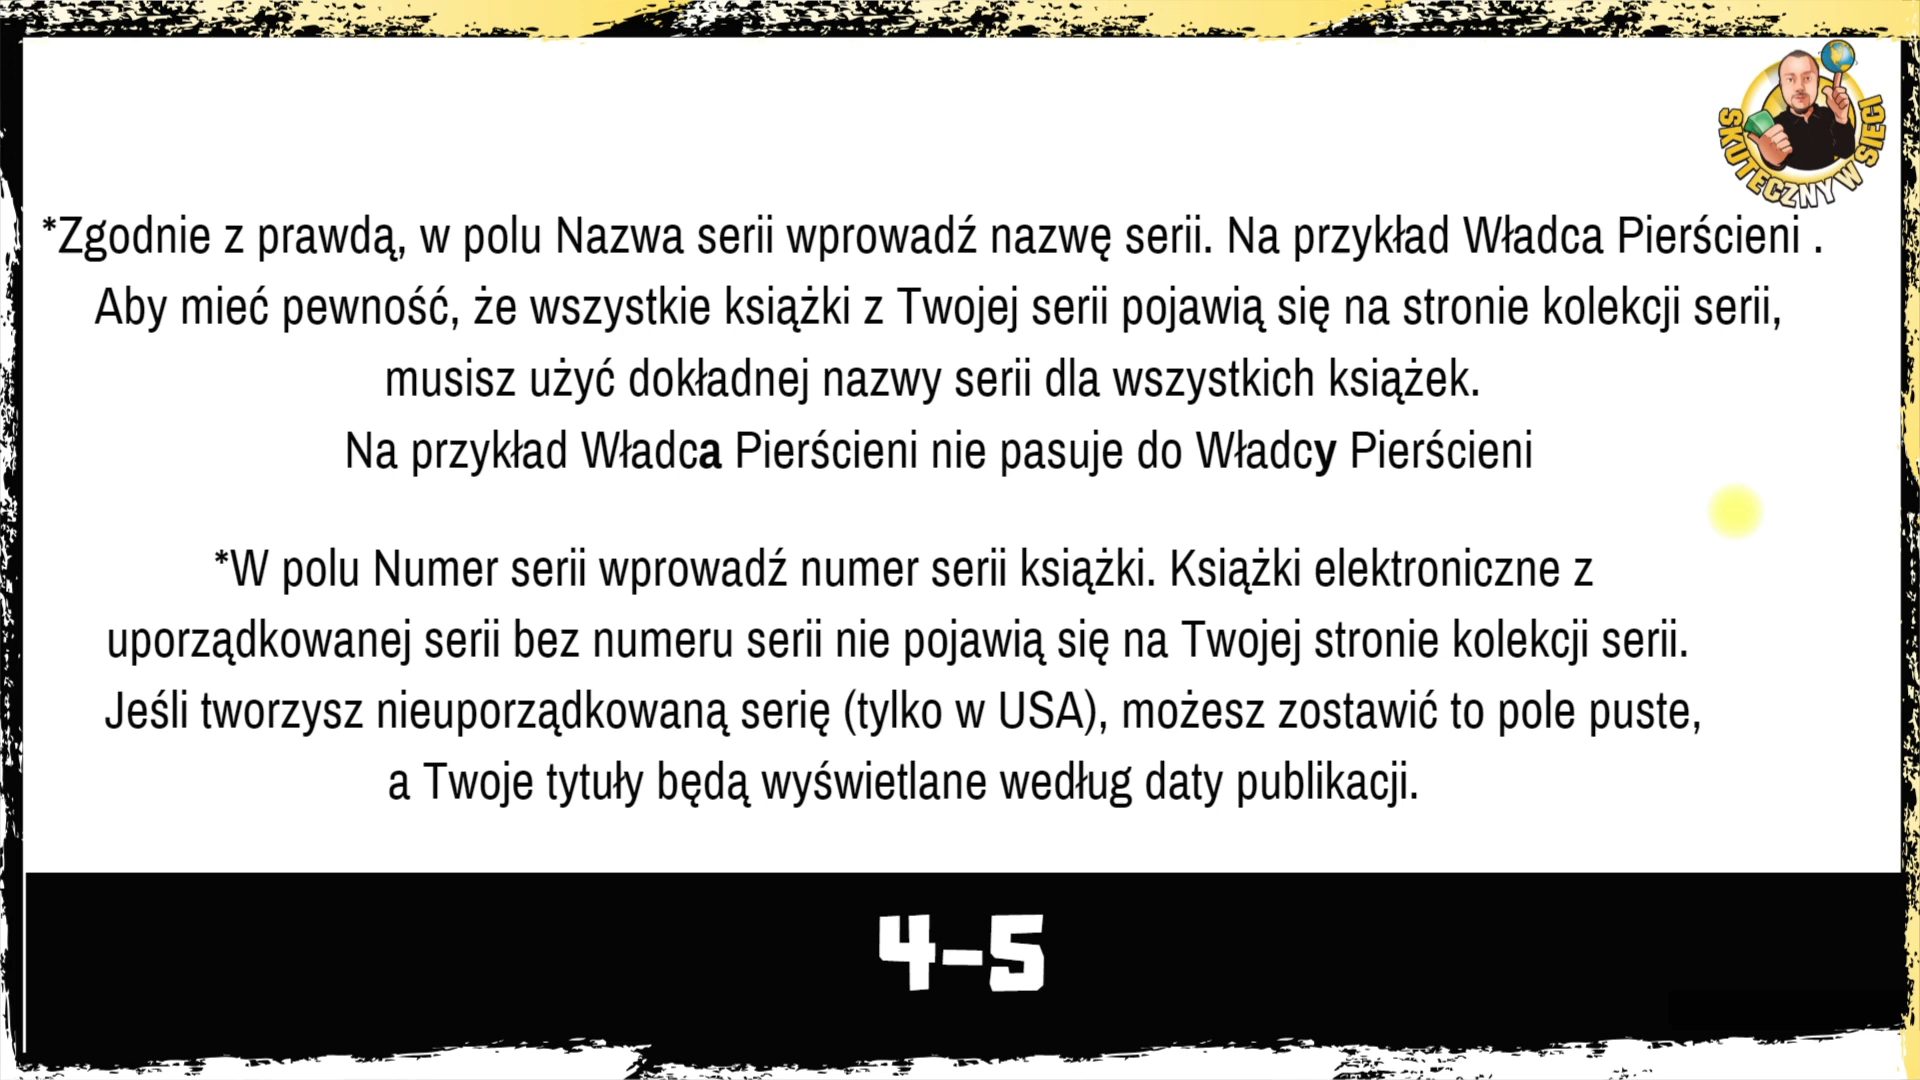 SKUTECZNY W SIECI
*Zgodnie z prawdą, w polu Nazwa serii wprowadź nazwę serii. Na przykład Władca Pierścieni .
Aby mieć pewność, że wszystkie książki z Twojej serii pojawią się na stronie kolekcji serii,
musisz użyć dokładnej nazwy serii dla wszystkich książek.
Na przykład Władca Pierścieni nie pasuje do Władcy Pierścieni
*W polu Numer serii wprowadź numer serii książki. Książki elektroniczne z
uporządkowanej serii bez numeru serii nie pojawią się na Twojej stronie kolekcji serii.
Jeśli tworzysz nieuporządkowaną serię (tylko w USA), możesz zostawić to pole puste,
a Twoje tytuły będą wyświetlane według daty publikacji.
4-5